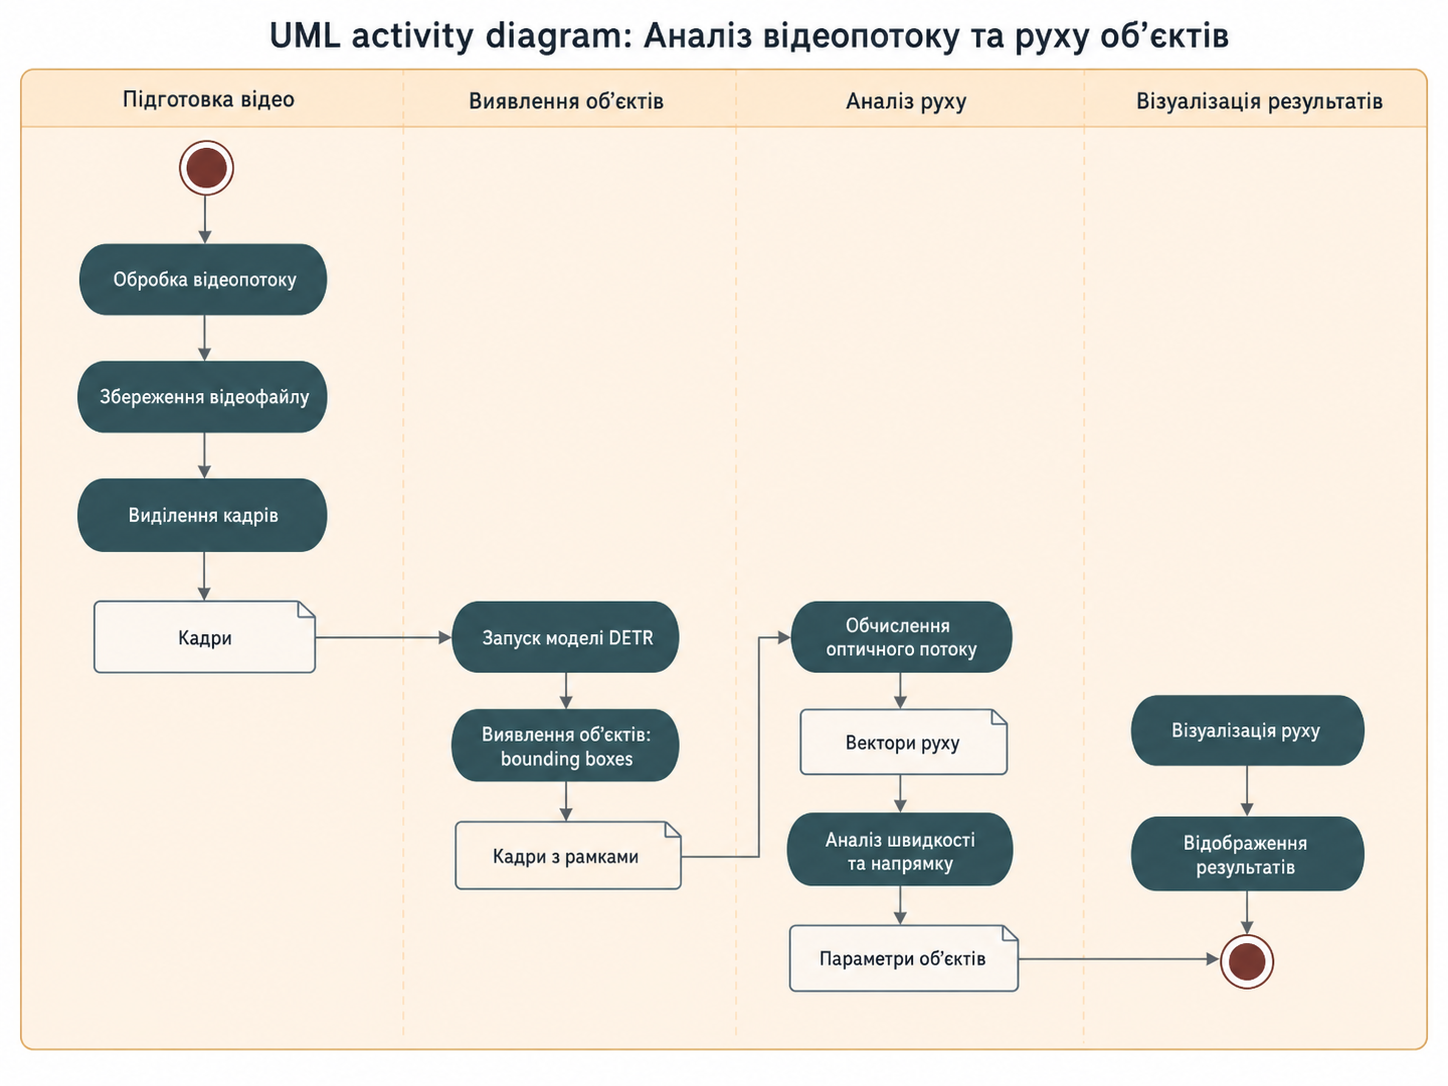 UML activity diagram: Аналіз відеопотоку та руху об’єктів
Підготовка відео
Виявлення об’єктів
Аналіз руху
Візуалізація результатів
Обробка відеопотоку
Збереження відеофайлу
Виділення кадрів
Кадри
Запуск моделі DETR
Виявлення об’єктів:
bounding boxes
Кадри з рамками
Обчислення
оптичного потоку
Вектори руху
Аналіз швидкості
та напрямку
Параметри об’єктів
Візуалізація руху
Відображення
результатів